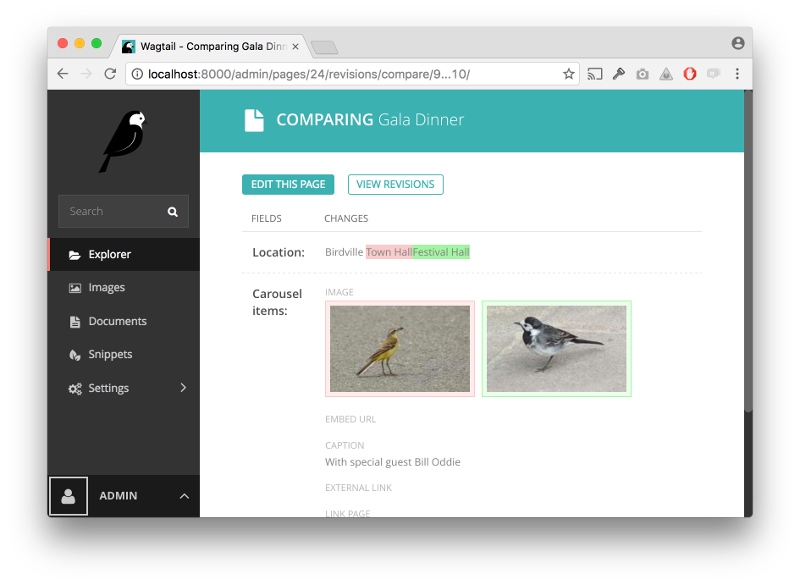 Wagtail - Comparing Gala Dinn
localhost:8000/admin/pages/24/revisions/compare/9...10/
COMPARING Gala Dinner
Search
Explorer
Images
Documents
Snippets
Settings
ADMIN
EDIT THIS PAGE VIEW REVISIONS
FIELDS CHANGES
Location: Birdville Town HallFestival Hall
Carousel
items:
IMAGE
EMBED URL
CAPTION
With special guest Bill Oddie
EXTERNAL LINK
LINK PAGE